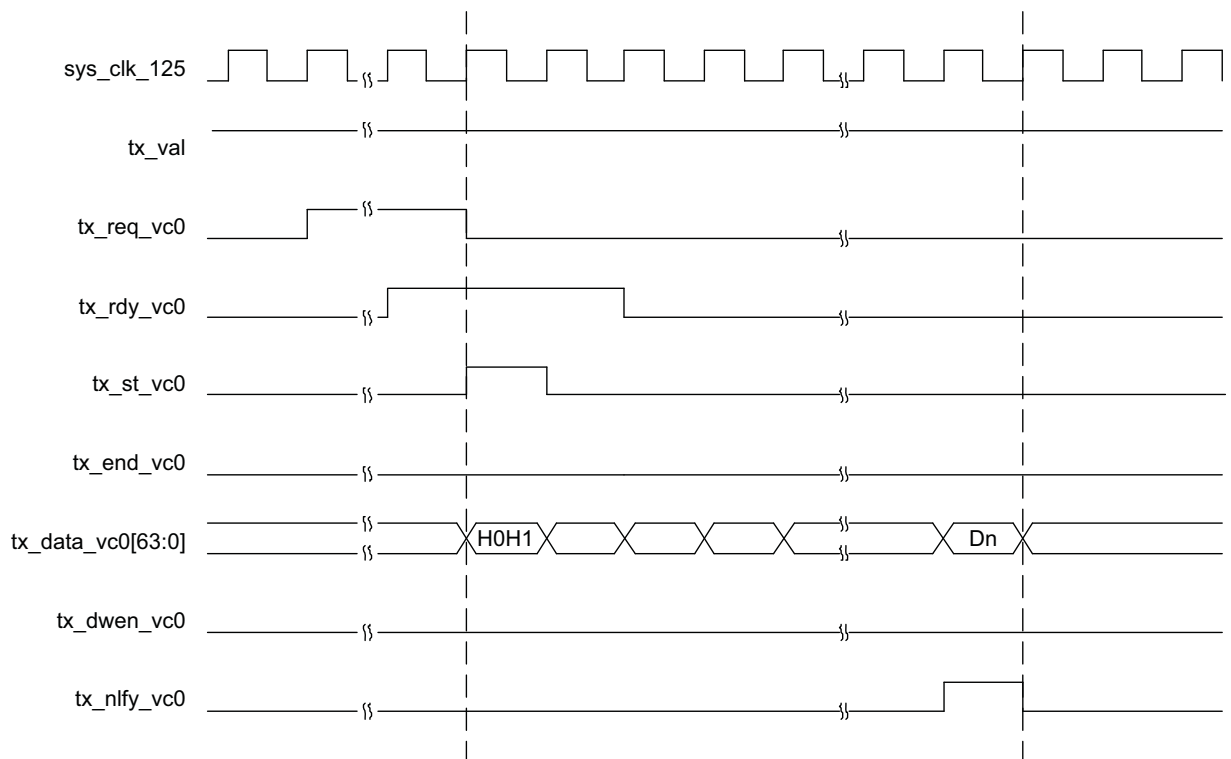 sys_clk_125
tx_val
tx_req_vc0
tx_rdy_vc0
tx_st_vc0
tx_end_vc0
tx_data_vc0[63:0]
H0H1
Dn
tx_dwen_vc0
tx_nlfy_vc0